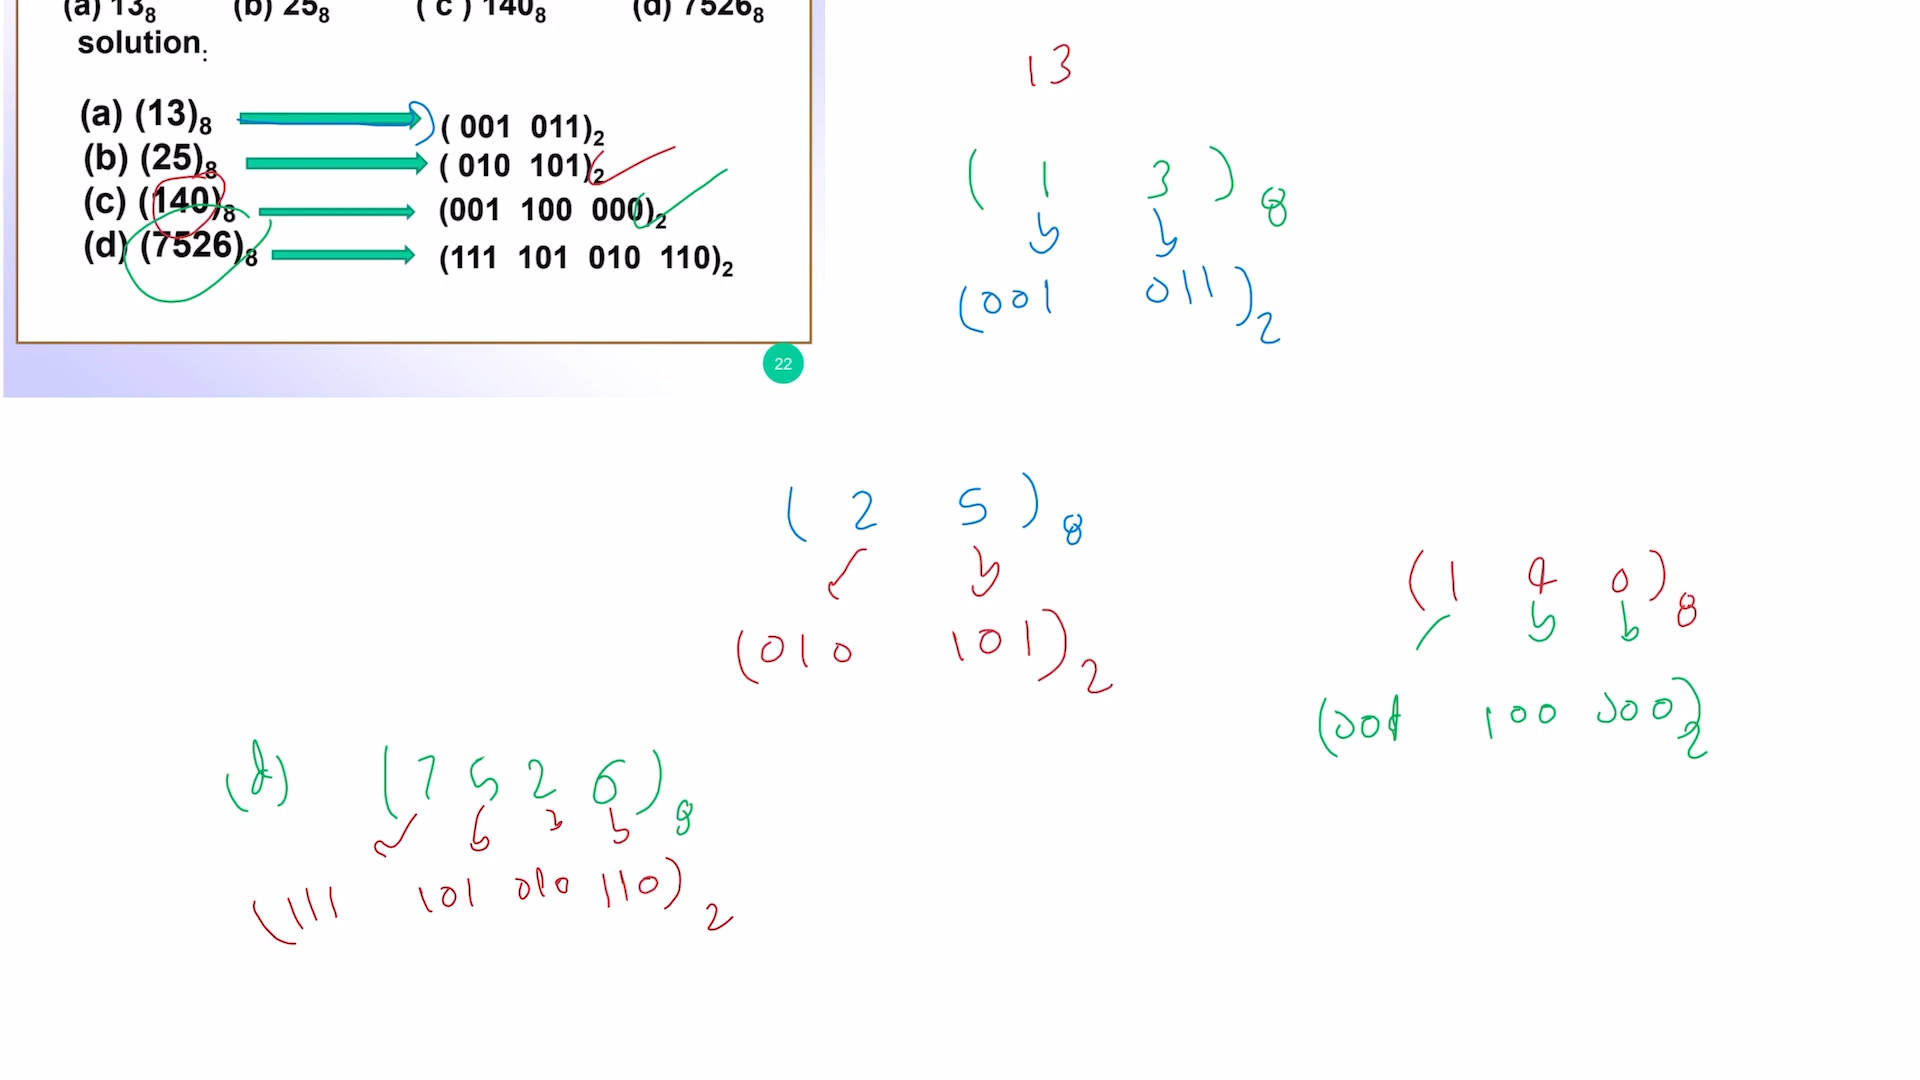 (a) 13₈ (b) 25₈ ( c ) 140₈ (d) 7526₈
solution.
(a) (13)₈ ( 001 011)₂
(b) (25)₈ ( 010 101)₂
(c) (140)₈ (001 100 000)₂
(d) (7526)₈ (111 101 010 110)₂
22
13
( 1 3 )₈
(001 011)₂
( 2 5 )₈
(010 101)₂
(1 4 0)₈
(001 100 000)₂
(d) (7 5 2 6)₈
(111 101 010 110)₂